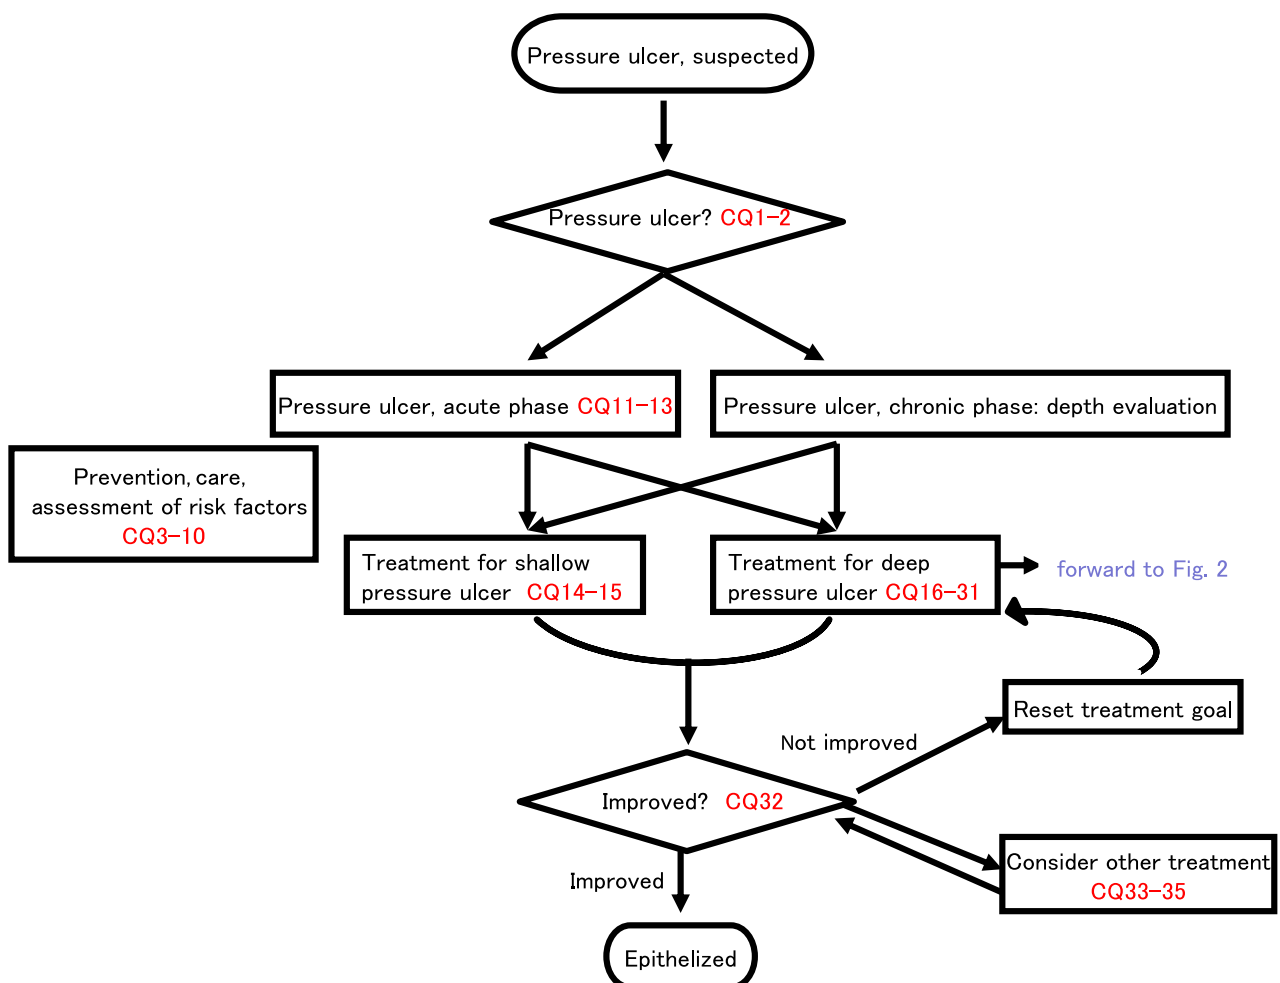 Pressure ulcer, suspected
Pressure ulcer? CQ1-2
Pressure ulcer, acute phase CQ11-13
Pressure ulcer, chronic phase: depth evaluation
Prevention, care,
assessment of risk factors
CQ3-10
Treatment for shallow
pressure ulcer CQ14-15
Treatment for deep
pressure ulcer CQ16-31
forward to Fig. 2
Reset treatment goal
Not improved
Improved? CQ32
Consider other treatment
CQ33-35
Improved
Epithelized